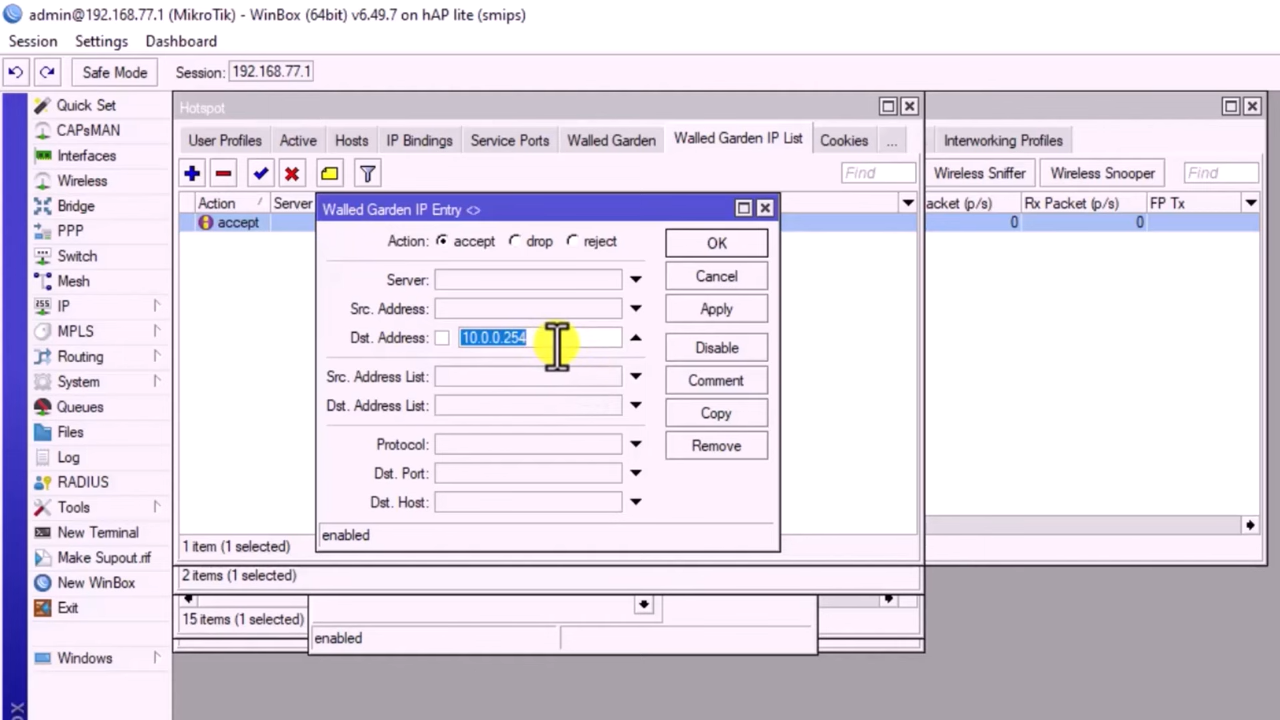 admin@192.168.77.1 (MikroTik) - WinBox (64bit) v6.49.7 on hAP lite (smips)
Session Settings Dashboard
Safe Mode Session: 192.168.77.1
Quick Set
CAPsMAN
Interfaces
Wireless
Bridge
PPP
Switch
Mesh
IP
MPLS
Routing
System
Queues
Files
Log
RADIUS
Tools
New Terminal
Make Supout.rif
New WinBox
Exit
Windows
Hotspot
User Profiles Active Hosts IP Bindings Service Ports Walled Garden Walled Garden IP List Cookies ...
Find
Action Server
accept
Walled Garden IP Entry <>
Action: accept drop reject
Server:
Src. Address:
Dst. Address: 10.0.0.254
Src. Address List:
Dst. Address List:
Protocol:
Dst. Port:
Dst. Host:
enabled
OK
Cancel
Apply
Disable
Comment
Copy
Remove
1 item (1 selected)
2 items (1 selected)
15 items (1 selected)
enabled
Interworking Profiles
Wireless Sniffer Wireless Snooper Find
acket (p/s) Rx Packet (p/s) FP Tx
0 0